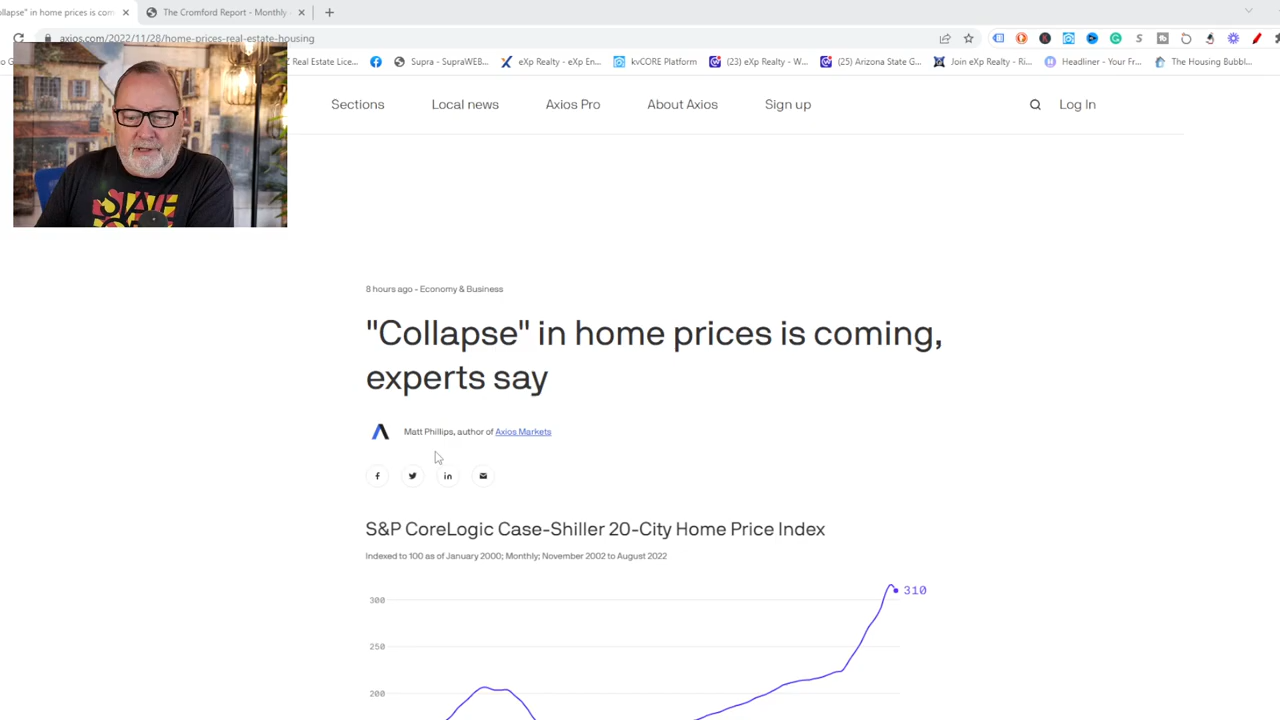 ollapse" in home prices is com
The Cromford Report - Monthly
axios.com/2022/11/28/home-prices-real-estate-housing
Z Real Estate Lice...
Supra - SupraWEB...
eXp Realty - eXp En...
kvCORE Platform
(23) eXp Realty - W...
(25) Arizona State G...
Join eXp Realty - Ri...
Headliner - Your Fr...
The Housing Bubbl...
Sections
Local news
Axios Pro
About Axios
Sign up
Log In
8 hours ago - Economy & Business
"Collapse" in home prices is coming,
experts say
Matt Phillips, author of Axios Markets
S&P CoreLogic Case-Shiller 20-City Home Price Index
Indexed to 100 as of January 2000; Monthly; November 2002 to August 2022
310
300
250
200